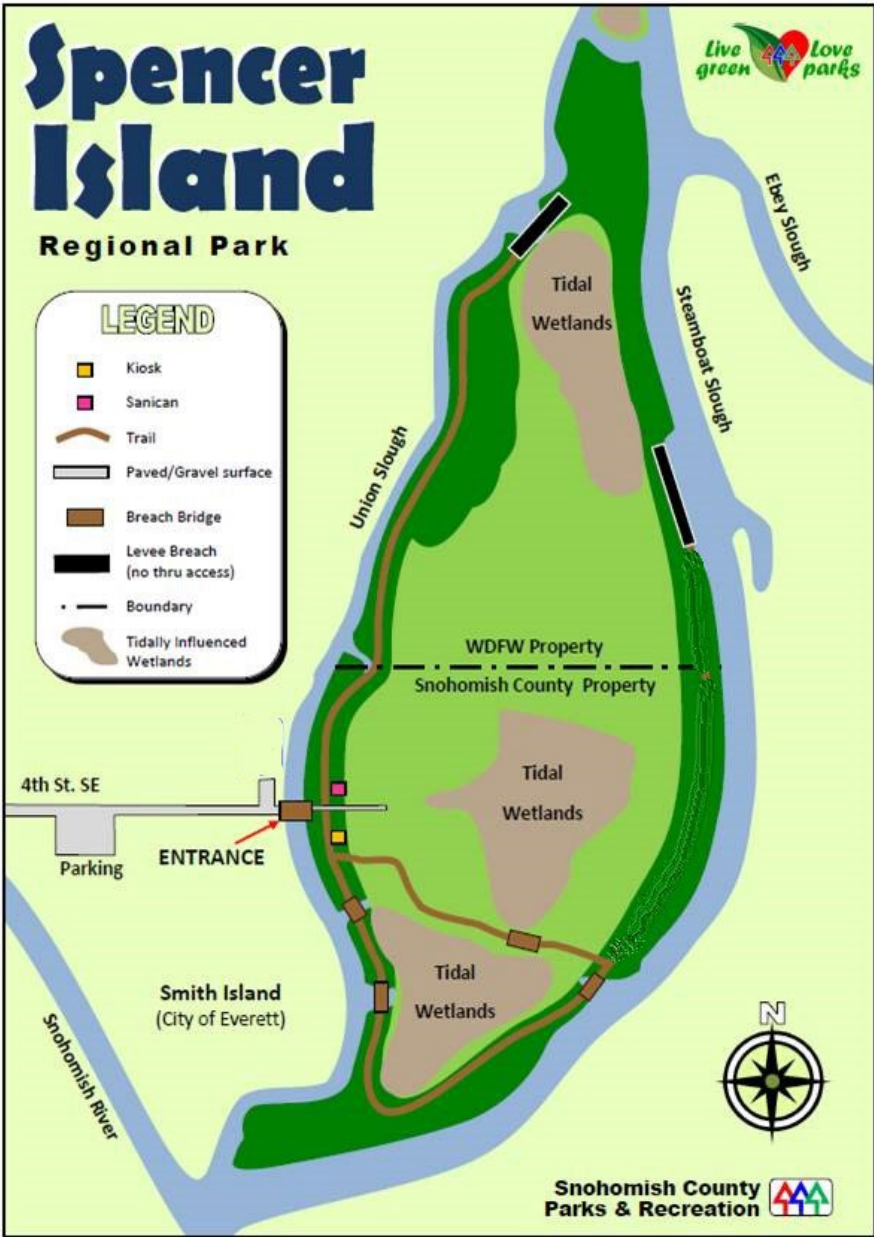 Spencer
Island
Regional Park
Live green
Love parks
LEGEND
Kiosk
Sanican
Trail
Paved/Gravel surface
Breach Bridge
Levee Breach
(no thru access)
Boundary
Tidally Influenced
Wetlands
Ebey Slough
Steamboat Slough
Union Slough
Tidal
Wetlands
WDFW Property
Snohomish County Property
Tidal
Wetlands
4th St. SE
ENTRANCE
Parking
Tidal
Wetlands
Smith Island
(City of Everett)
Snohomish River
N
Snohomish County
Parks & Recreation